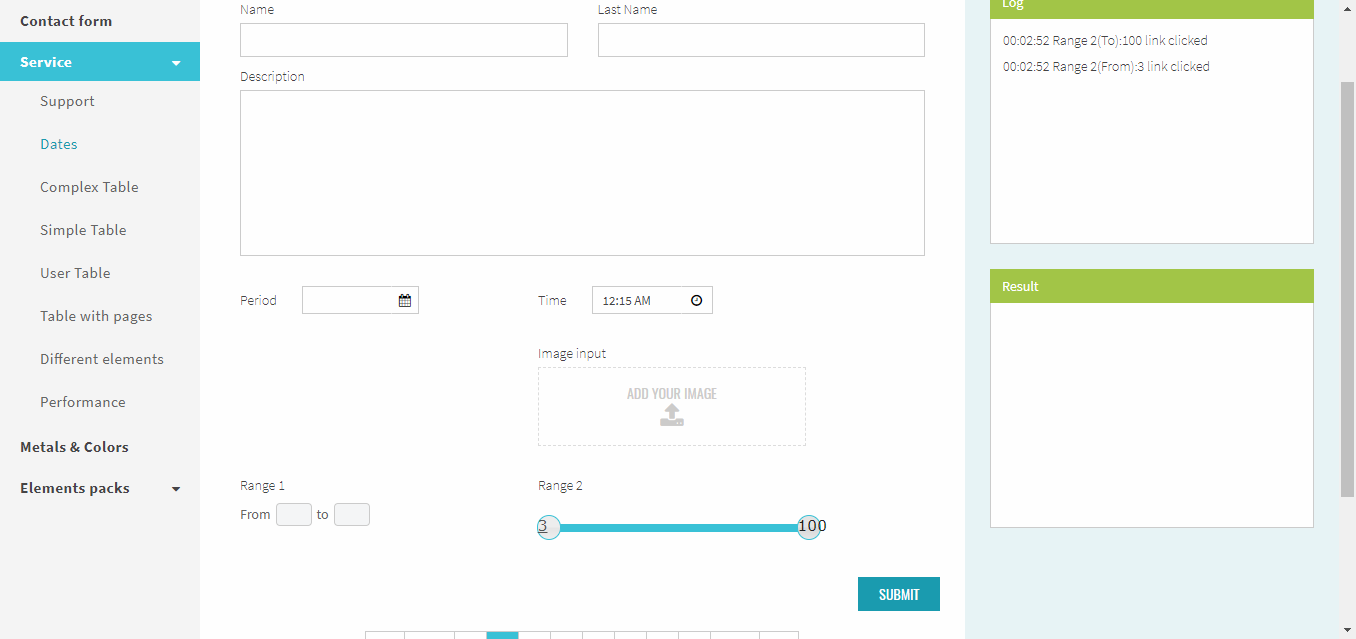 Contact form
Service
Support
Dates
Complex Table
Simple Table
User Table
Table with pages
Different elements
Performance
Metals & Colors
Elements packs
Name
Last Name
Description
Period
Time
12:15 AM
Image input
ADD YOUR IMAGE
Range 1
From to
Range 2
3
100
SUBMIT
Log
00:02:52 Range 2(To):100 link clicked
00:02:52 Range 2(From):3 link clicked
Result